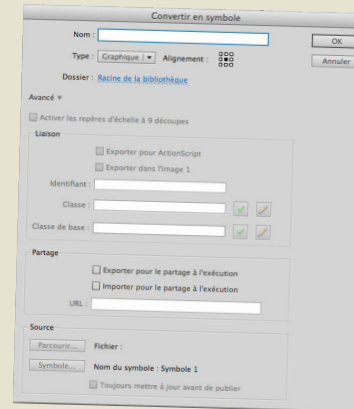 Convertir en symbole
Nom :
OK
Type : Graphique Alignement :
Annuler
Dossier : Racine de la bibliothèque
Avancé
Activer les repères d'échelle à 9 découpes
Liaison
Exporter pour ActionScript
Exporter dans l'image 1
Identifiant :
Classe :
Classe de base :
Partage
Exporter pour le partage à l'exécution
Importer pour le partage à l'exécution
URL :
Source
Parcourir... Fichier :
Symbole... Nom du symbole : Symbole 1
Toujours mettre à jour avant de publier